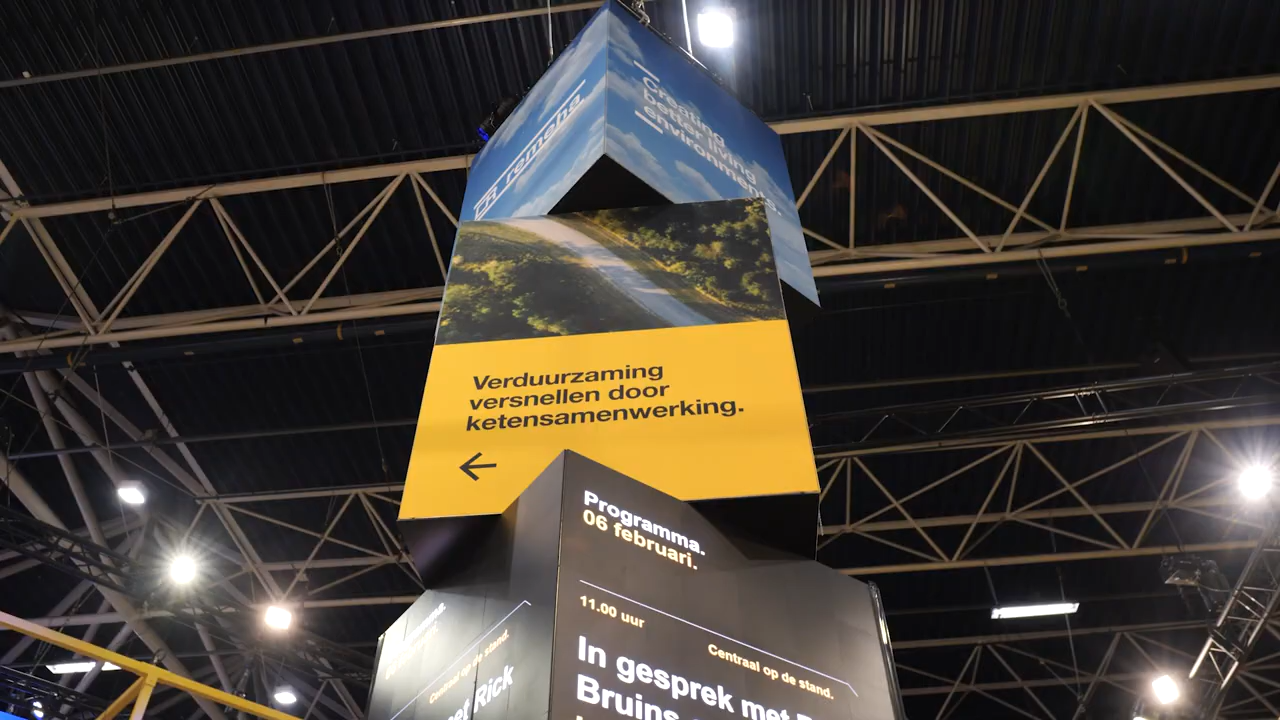 remeha
Creating
better living
environments.
Verduurzaming
versnellen door
ketensamenwerking.
Programma.
06 februari.
11.00 uur
Centraal op de stand.
In gesprek met
Bruins
Centraal op de stand.
Rick